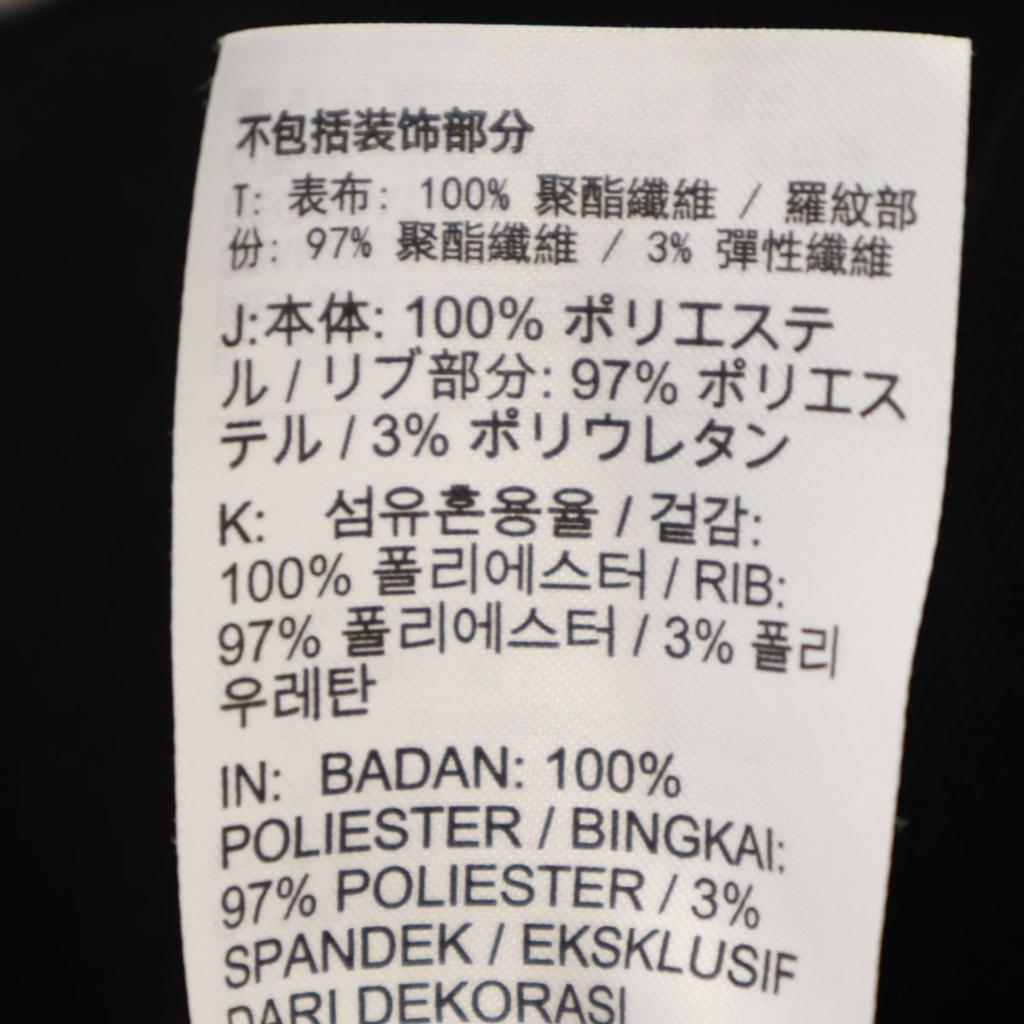 不包括装饰部分
T: 表布: 100% 聚酯纖維 / 羅紋部
份: 97% 聚酯纖維 / 3% 彈性纖維
J:本体: 100% ポリエステ
ル / リブ部分: 97% ポリエス
テル / 3% ポリウレタン
K: 섬유혼용율 / 겉감:
100% 폴리에스터 / RIB:
97% 폴리에스터 / 3% 폴리
우레탄
IN: BADAN: 100%
POLIESTER / BINGKAI:
97% POLIESTER / 3%
SPANDEK / EKSKLUSIF
DARI DEKORASI